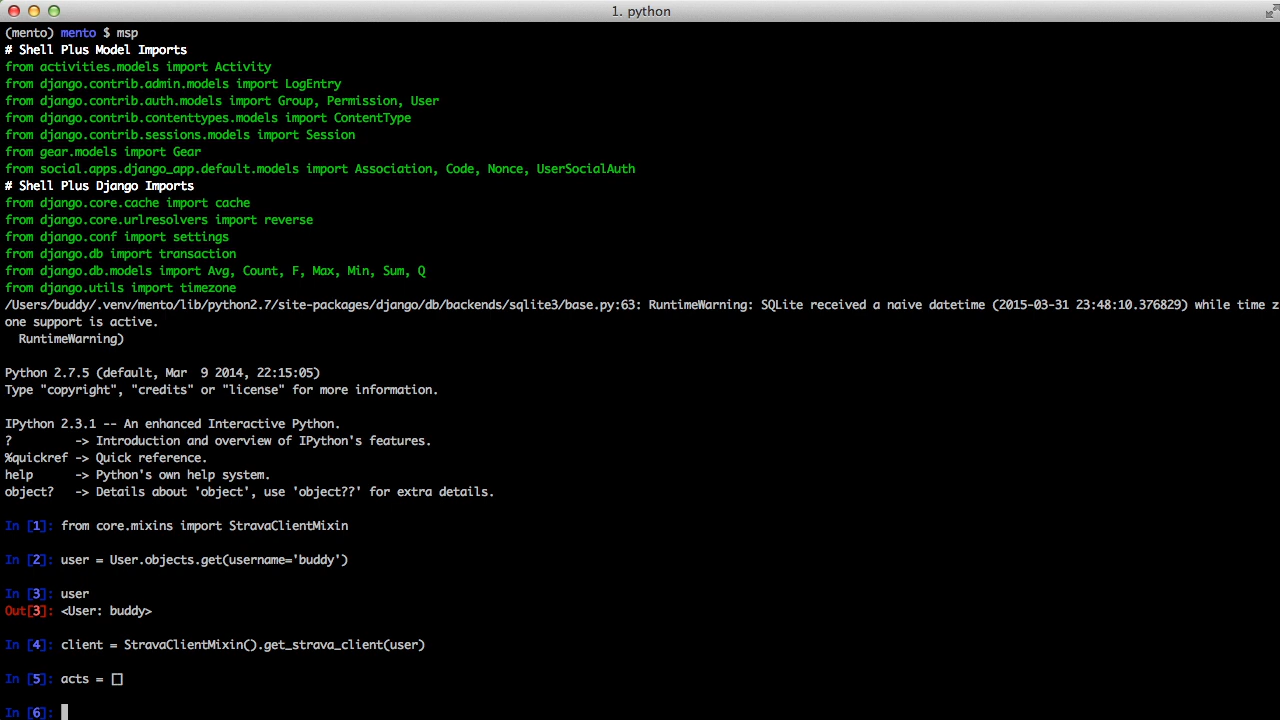 1. python
(mento) mento $ msp
# Shell Plus Model Imports
from activities.models import Activity
from django.contrib.admin.models import LogEntry
from django.contrib.auth.models import Group, Permission, User
from django.contrib.contenttypes.models import ContentType
from django.contrib.sessions.models import Session
from gear.models import Gear
from social.apps.django_app.default.models import Association, Code, Nonce, UserSocialAuth
# Shell Plus Django Imports
from django.core.cache import cache
from django.core.urlresolvers import reverse
from django.conf import settings
from django.db import transaction
from django.db.models import Avg, Count, F, Max, Min, Sum, Q
from django.utils import timezone
/Users/buddy/.venv/mento/lib/python2.7/site-packages/django/db/backends/sqlite3/base.py:63: RuntimeWarning: SQLite received a naive datetime (2015-03-31 23:48:10.376829) while time z
one support is active.
  RuntimeWarning)
Python 2.7.5 (default, Mar  9 2014, 22:15:05)
Type "copyright", "credits" or "license" for more information.
IPython 2.3.1 -- An enhanced Interactive Python.
?         -> Introduction and overview of IPython's features.
%quickref -> Quick reference.
help      -> Python's own help system.
object?   -> Details about 'object', use 'object??' for extra details.
In [1]: from core.mixins import StravaClientMixin
In [2]: user = User.objects.get(username='buddy')
In [3]: user
Out[3]: <User: buddy>
In [4]: client = StravaClientMixin().get_strava_client(user)
In [5]: acts = []
In [6]: